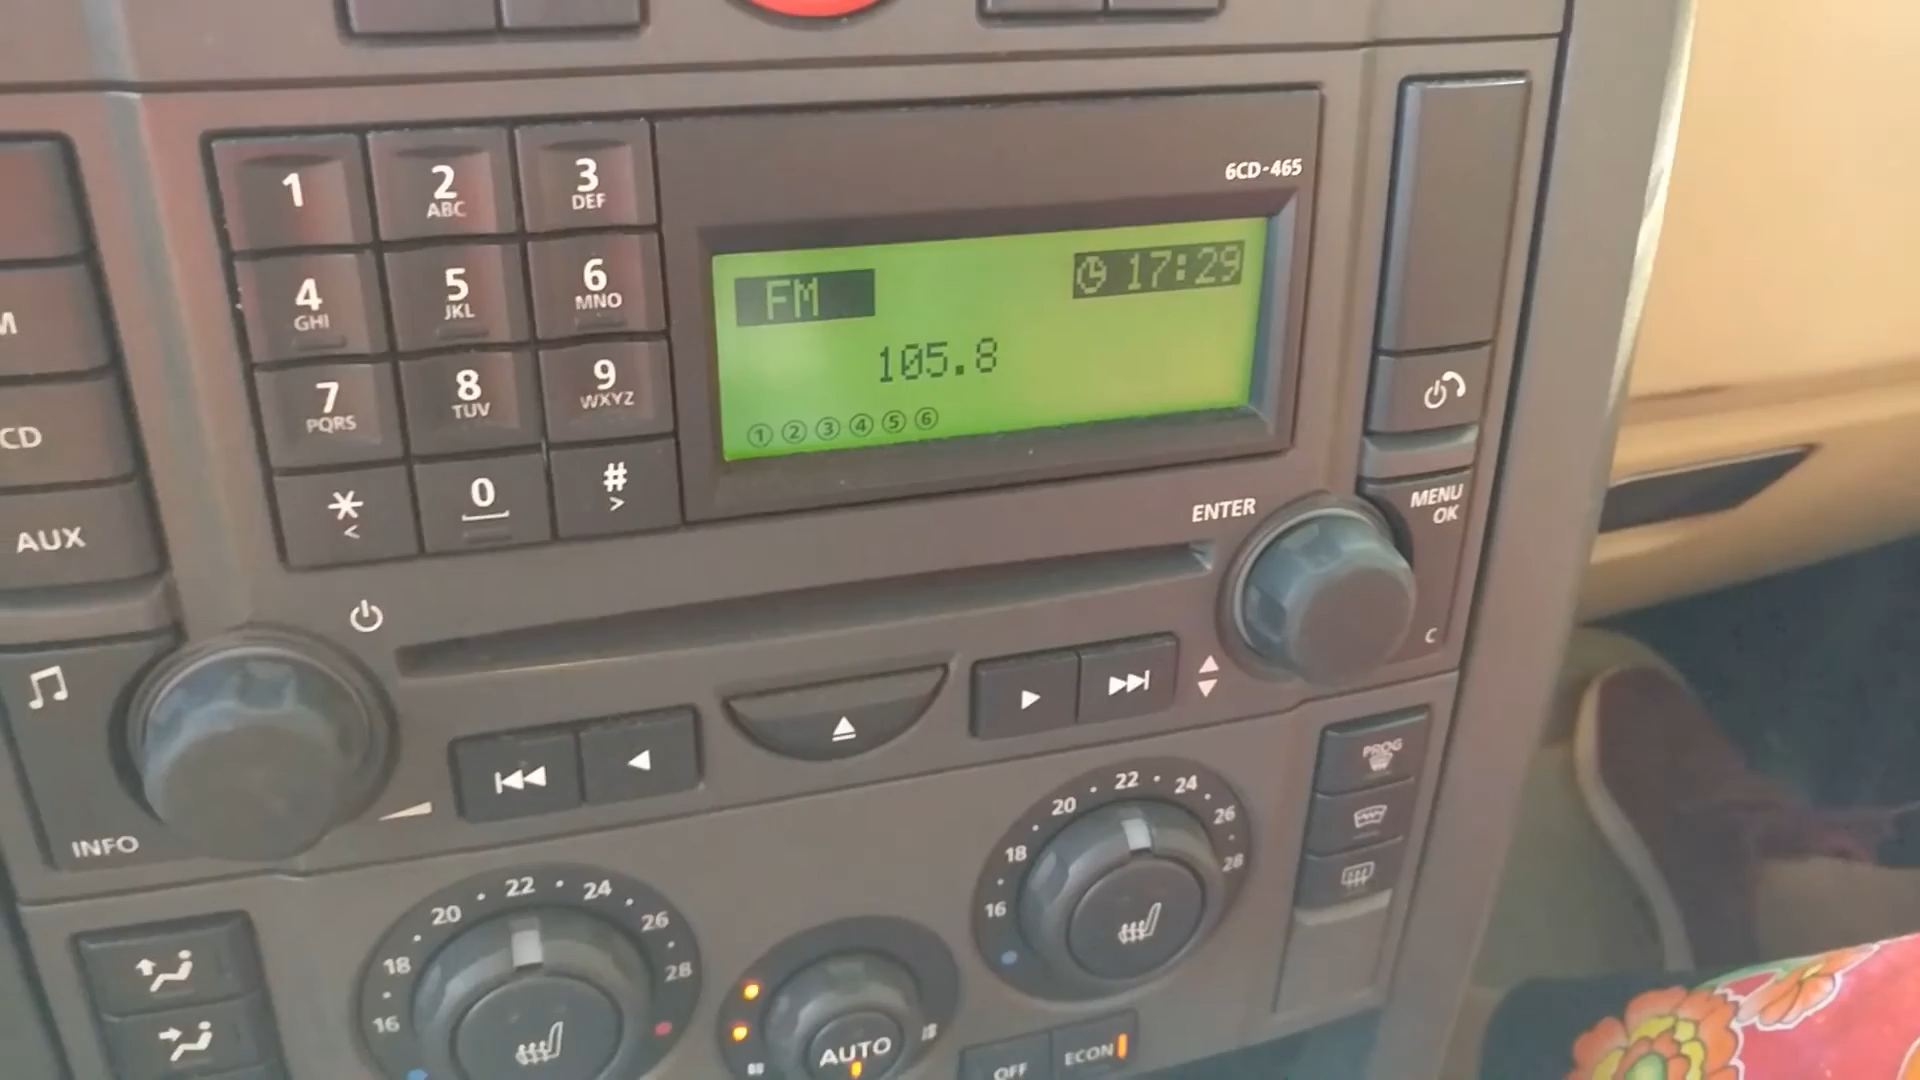 6CD-465
1
2
ABC
3
DEF
4
GHI
5
JKL
6
MNO
7
PQRS
8
TUV
9
WXYZ
*
<
0
#
>
FM
17:29
105.8
① ② ③ ④ ⑤ ⑥
M
CD
AUX
ENTER
MENU
OK
C
INFO
PROG
16 18 20 22 24 26 28
16 18 20 22 24 26 28
AUTO
OFF
ECON